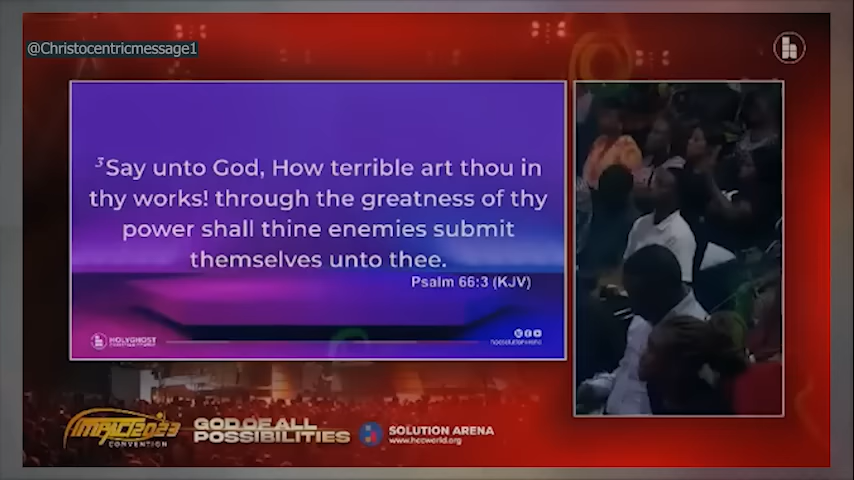 @Christocentricmessage1
3Say unto God, How terrible art thou in
thy works! through the greatness of thy
power shall thine enemies submit
themselves unto thee.
Psalm 66:3 (KJV)
HOLYGHOST
IMPACT2023
CONVENTION
GOD OF ALL
POSSIBILITIES
SOLUTION ARENA
www.hccworld.org